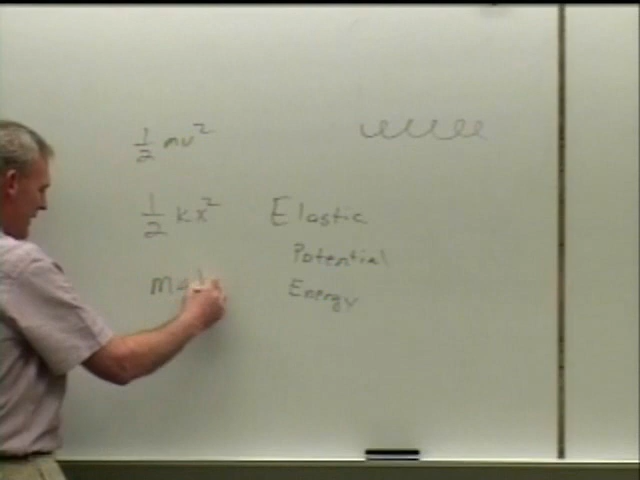 1/2 mv²
1/2 kx² Elastic
Potential
Energy